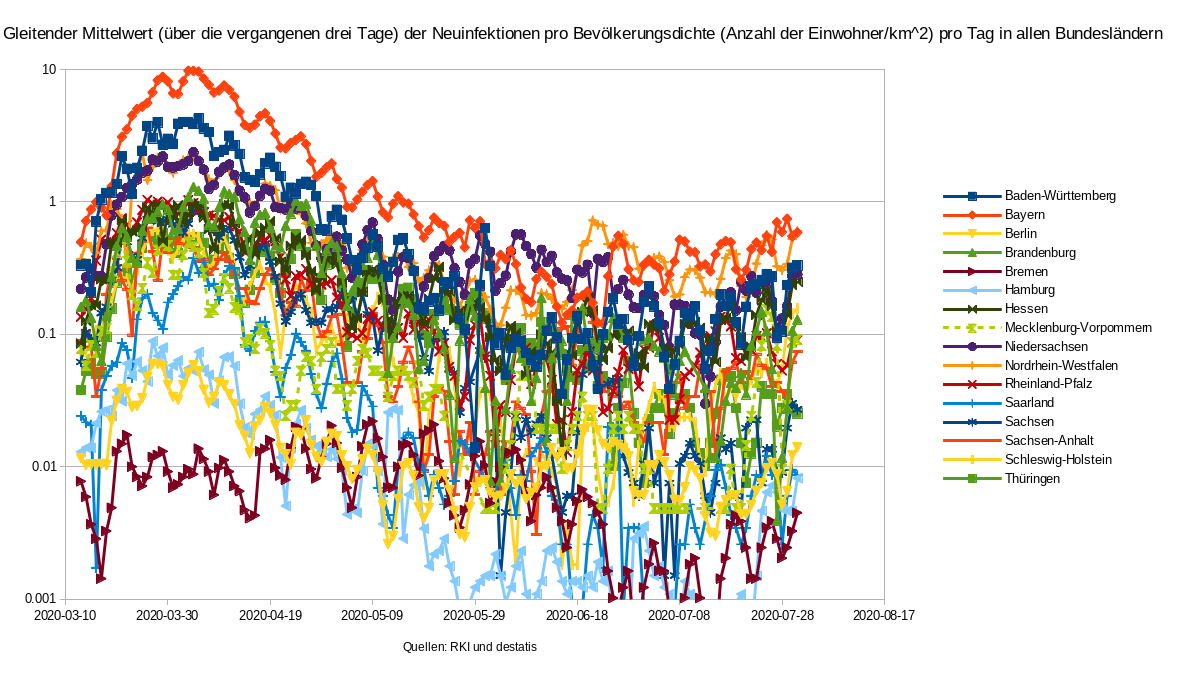 Gleitender Mittelwert (über die vergangenen drei Tage) der Neuinfektionen pro Bevölkerungsdichte (Anzahl der Einwohner/km^2) pro Tag in allen Bundesländern
10
1
0.1
0.01
0.001
2020-03-10 2020-03-30 2020-04-19 2020-05-09 2020-05-29 2020-06-18 2020-07-08 2020-07-28 2020-08-17
Quellen: RKI und destatis
Baden-Württemberg
Bayern
Berlin
Brandenburg
Bremen
Hamburg
Hessen
Mecklenburg-Vorpommern
Niedersachsen
Nordrhein-Westfalen
Rheinland-Pfalz
Saarland
Sachsen
Sachsen-Anhalt
Schleswig-Holstein
Thüringen